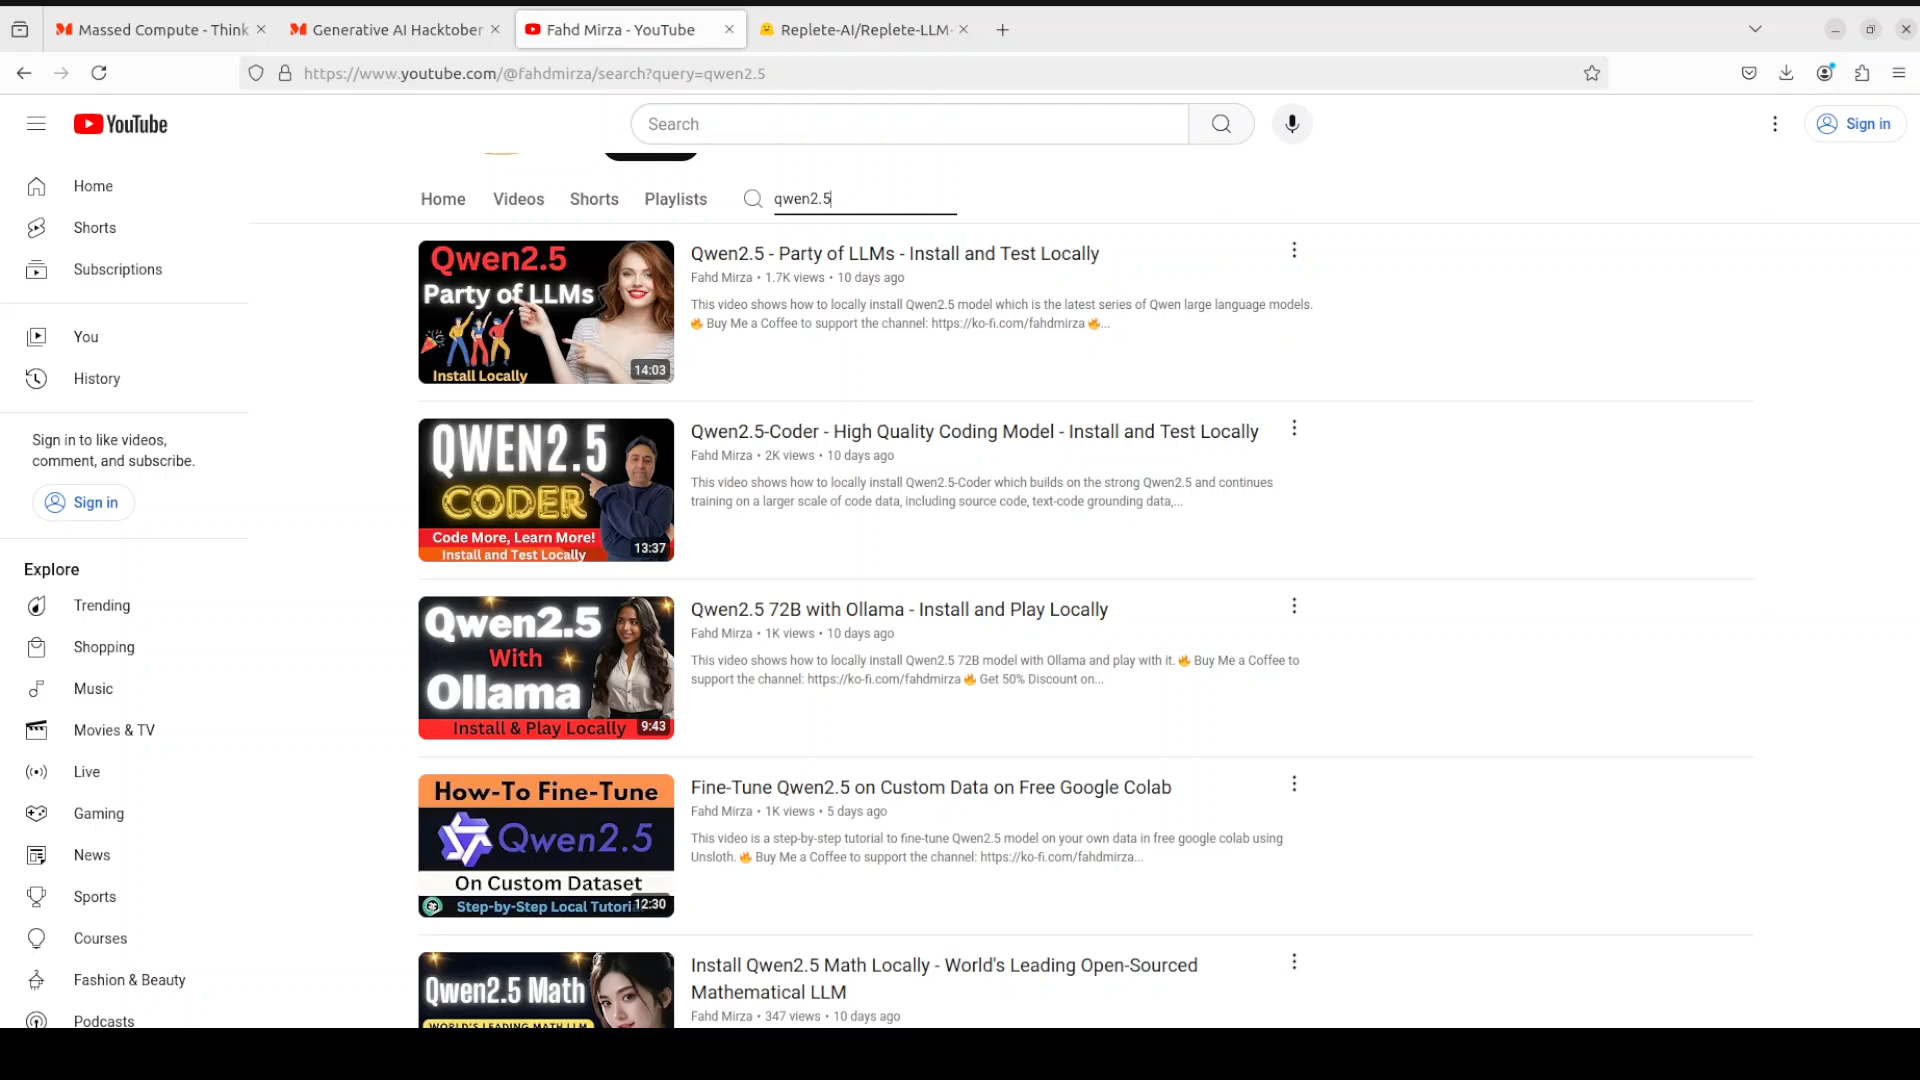 Massed Compute - Think
Generative AI Hacktober
Fahd Mirza - YouTube
Replete-AI/Replete-LLM-
https://www.youtube.com/@fahdmirza/search?query=qwen2.5
YouTube
Search
Sign in
Home
Shorts
Subscriptions
You
History
Sign in to like videos,
comment, and subscribe.
Sign in
Explore
Trending
Shopping
Music
Movies & TV
Live
Gaming
News
Sports
Courses
Fashion & Beauty
Podcasts
Home Videos Shorts Playlists qwen2.5
Qwen2.5
Party of LLMs
Install Locally
14:03
Qwen2.5 - Party of LLMs - Install and Test Locally
Fahd Mirza • 1.7K views • 10 days ago
This video shows how to locally install Qwen2.5 model which is the latest series of Qwen large language models.
🔥 Buy Me a Coffee to support the channel: https://ko-fi.com/fahdmirza 🔥...
QWEN2.5
CODER
Code More, Learn More!
Install and Test Locally
13:37
Qwen2.5-Coder - High Quality Coding Model - Install and Test Locally
Fahd Mirza • 2K views • 10 days ago
This video shows how to locally install Qwen2.5-Coder which builds on the strong Qwen2.5 and continues
training on a larger scale of code data, including source code, text-code grounding data,...
Qwen2.5
With
Ollama
Install & Play Locally
9:43
Qwen2.5 72B with Ollama - Install and Play Locally
Fahd Mirza • 1K views • 10 days ago
This video shows how to locally install Qwen2.5 72B model with Ollama and play with it. 🔥 Buy Me a Coffee to
support the channel: https://ko-fi.com/fahdmirza 🔥 Get 50% Discount on...
How-To Fine-Tune
Qwen2.5
On Custom Dataset
Step-by-Step Local Tutori
12:30
Fine-Tune Qwen2.5 on Custom Data on Free Google Colab
Fahd Mirza • 1K views • 5 days ago
This video is a step-by-step tutorial to fine-tune Qwen2.5 model on your own data in free google colab using
Unsloth. 🔥 Buy Me a Coffee to support the channel: https://ko-fi.com/fahdmirza...
Qwen2.5 Math
WORLD'S LEADING MATH LLM
Install Qwen2.5 Math Locally - World's Leading Open-Sourced
Mathematical LLM
Fahd Mirza • 347 views • 10 days ago